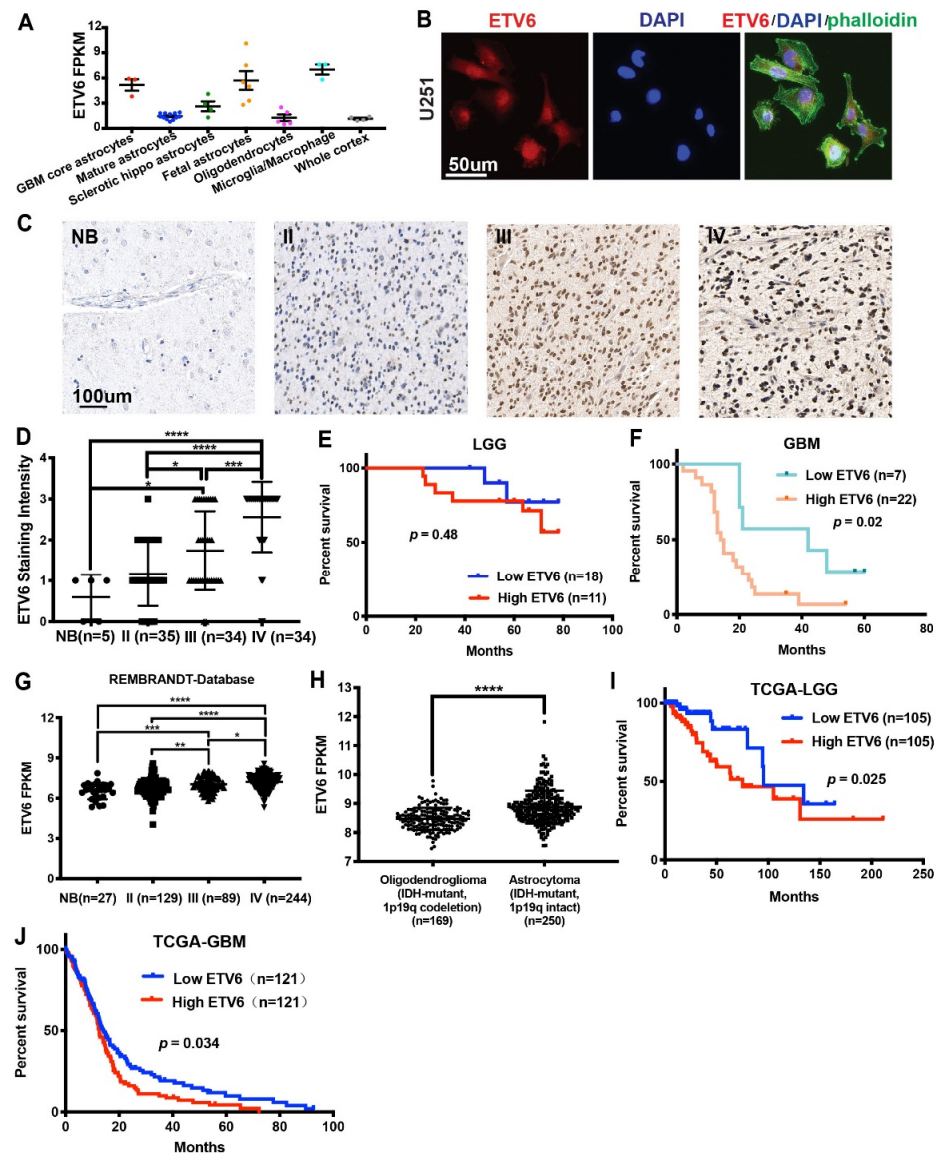 A
ETV6 FPKM
12
9
6
3
0
GBM core astrocytes
Mature astrocytes
Sclerotic hippo astrocytes
Fetal astrocytes
Oligodendrocytes
Microglia/Macrophage
Whole cortex
B
ETV6
DAPI
ETV6/DAPI/phalloidin
U251
50um
C
NB
II
III
IV
100um
D
ETV6 Staining Intensity
4
3
2
1
0
****
****
*
***
*
NB(n=5)
II (n=35)
III (n=34)
IV (n=34)
E
LGG
Percent survival
100
50
0
p = 0.48
Low ETV6 (n=18)
High ETV6 (n=11)
0 20 40 60 80 100
Months
F
GBM
Percent survival
100
50
0
Low ETV6 (n=7)
High ETV6 (n=22)
p = 0.02
0 20 40 60 80
Months
G
REMBRANDT-Database
ETV6 FPKM
12
9
6
3
0
****
****
***
*
**
NB(n=27)
II (n=129)
III (n=89)
IV (n=244)
H
ETV6 FPKM
13
12
11
10
9
8
7
****
Oligodendroglioma
(IDH-mutant,
1p19q codeletion)
(n=169)
Astrocytoma
(IDH-mutant,
1p19q intact)
(n=250)
I
TCGA-LGG
Percent survival
100
50
0
Low ETV6 (n=105)
High ETV6 (n=105)
p = 0.025
0 50 100 150 200 250
Months
J
TCGA-GBM
Percent survival
100
50
0
Low ETV6（n=121）
High ETV6（n=121）
p = 0.034
0 20 40 60 80 100
Months